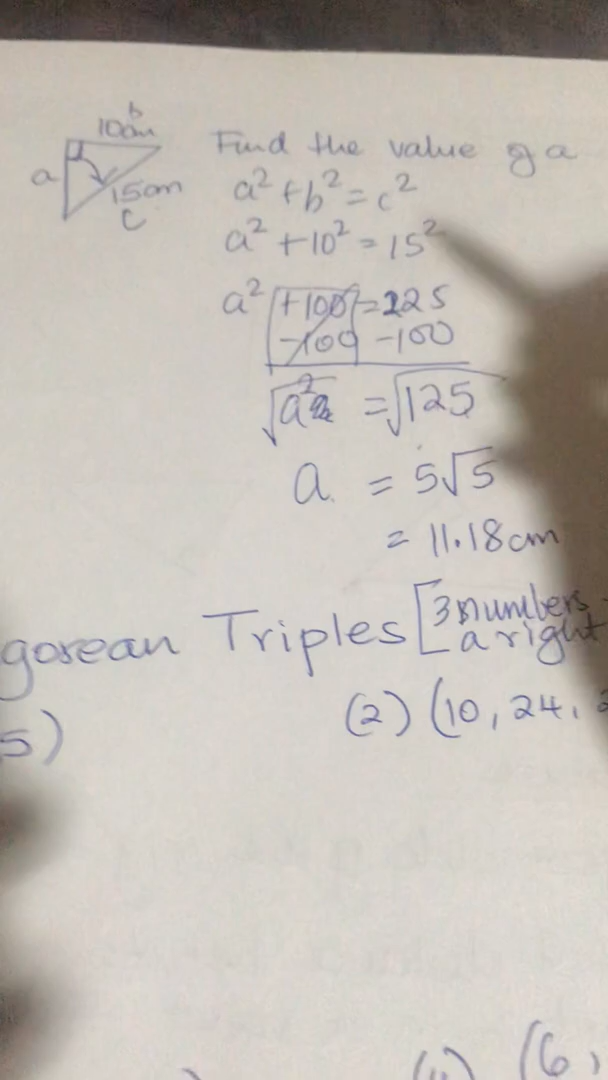 b
10cm
a
15cm
c
Find the value of a
a² + b² = c²
a² + 10² = 15²
a² + 100 = 225
-100 -100
√a² = √125
a = 5√5
= 11.18cm
gorean Triples [3 numbers
a right
(2) (10, 24,
5)
(6,